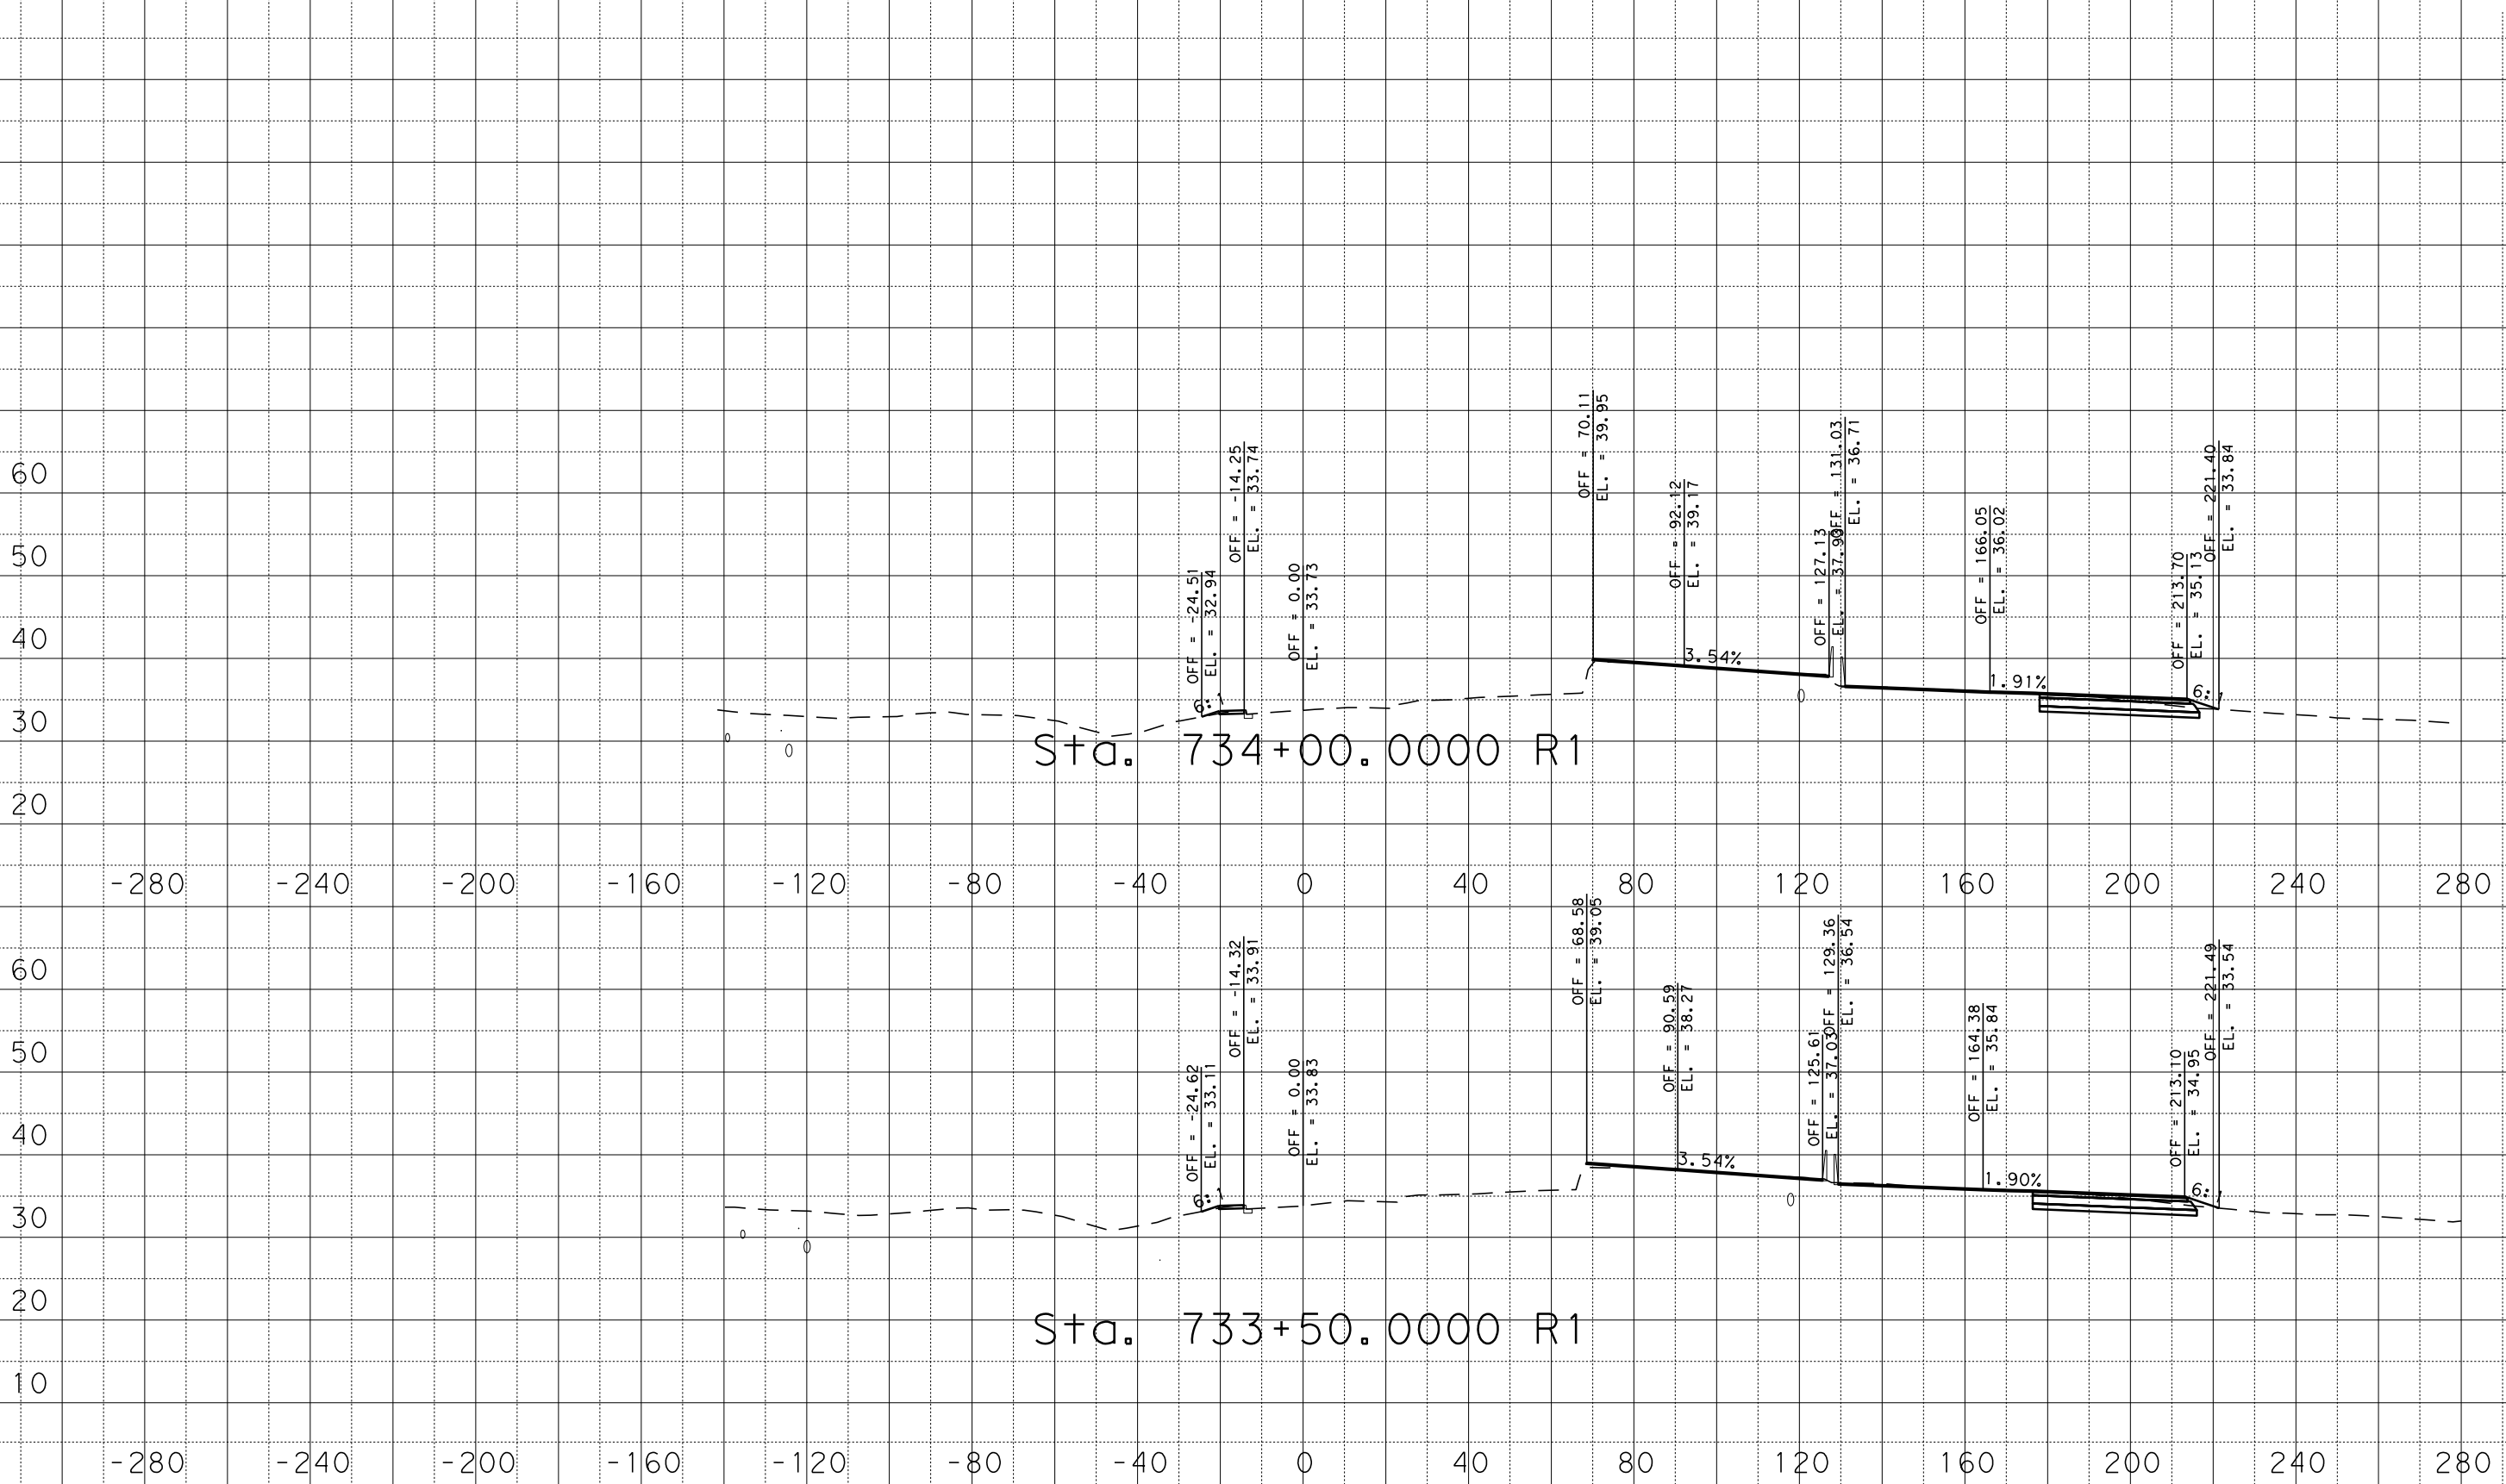 OFF = 70.11
EL. = 39.95
OFF = 131.03
EL. = 36.71
OFF = -14.25
EL. = 33.74
OFF = 221.40
EL. = 33.84
60
OFF = 92.12
EL. = 39.17
OFF = 166.05
EL. = 36.02
OFF = 127.13
EL. = 37.90
OFF = 213.70
EL. = 35.13
50
OFF = -24.51
EL. = 32.94
OFF = 0.00
EL. = 33.73
40
3.54%
1.91%
6:1
6:1
30
Sta. 734+00.0000 R1
20
-280 -240 -200 -160 -120 -80 -40 0 40 80 120 160 200 240 280
OFF = 68.58
EL. = 39.05
OFF = 129.36
EL. = 36.54
OFF = -14.32
EL. = 33.91
OFF = 221.49
EL. = 33.54
60
OFF = 90.59
EL. = 38.27
OFF = 164.38
EL. = 35.84
OFF = 125.61
EL. = 37.03
OFF = 213.10
EL. = 34.95
50
OFF = -24.62
EL. = 33.11
OFF = 0.00
EL. = 33.83
40
3.54%
1.90%
6:1
6:1
30
20
Sta. 733+50.0000 R1
10
-280 -240 -200 -160 -120 -80 -40 0 40 80 120 160 200 240 280